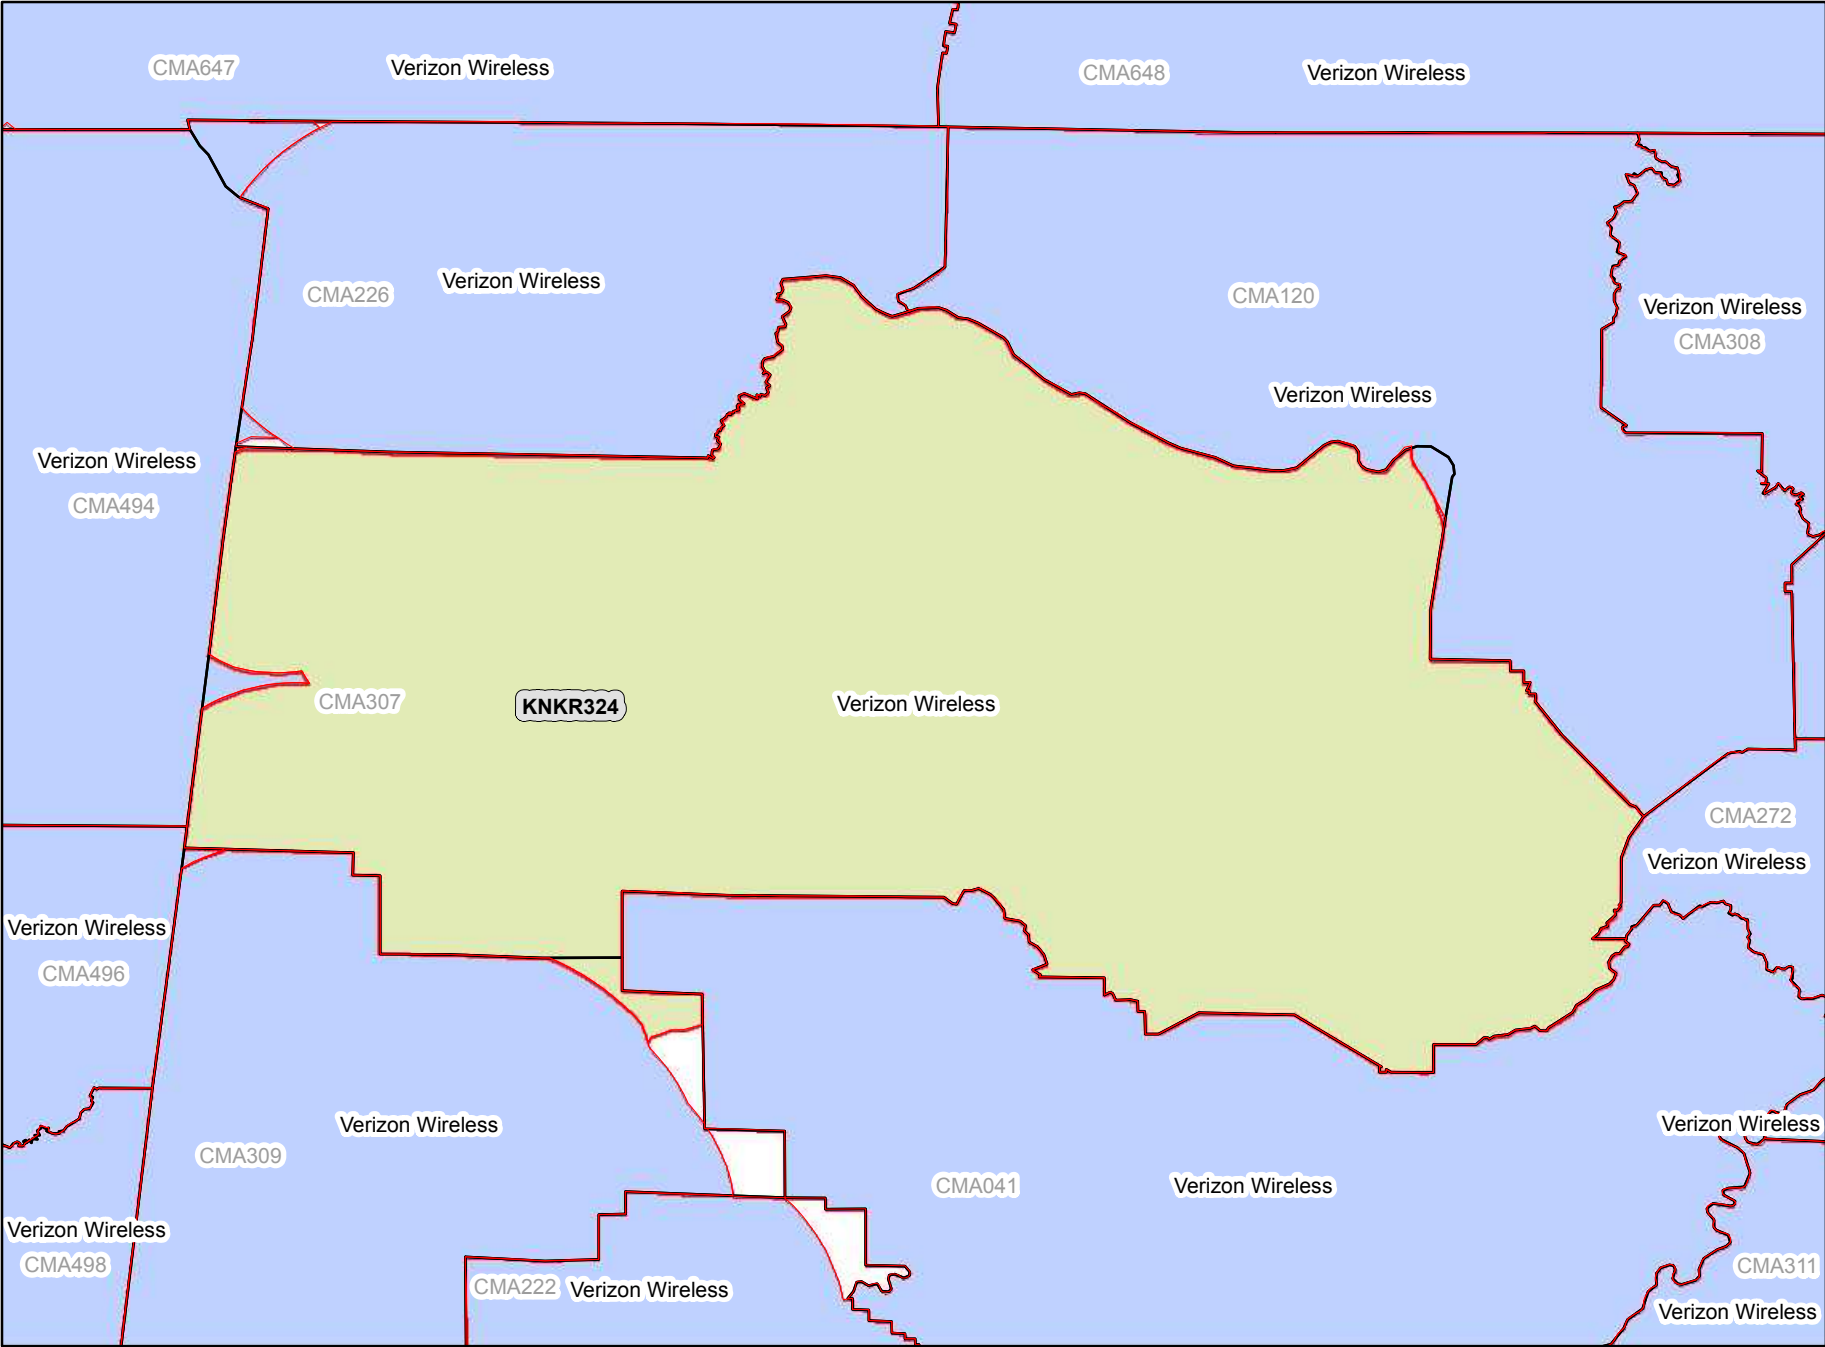 CMA647
Verizon Wireless
CMA648
Verizon Wireless
CMA226
Verizon Wireless
CMA120
Verizon Wireless
Verizon Wireless
CMA308
Verizon Wireless
CMA494
CMA307
KNKR324
Verizon Wireless
CMA272
Verizon Wireless
Verizon Wireless
CMA496
Verizon Wireless
CMA309
CMA041
Verizon Wireless
Verizon Wireless
Verizon Wireless
CMA498
CMA222
Verizon Wireless
CMA311
Verizon Wireless